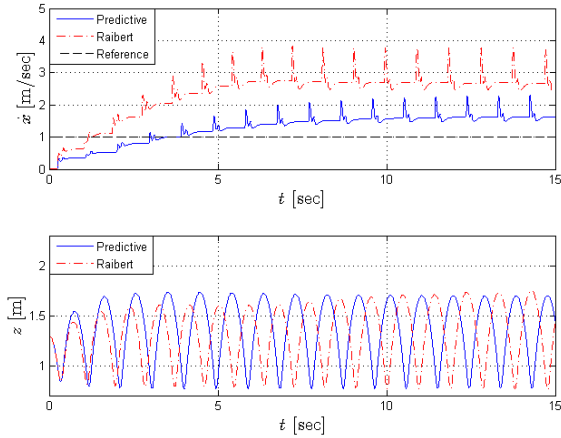 5
4
3
2
1
0
ẋ [m/sec]
Predictive
Raibert
Reference
0 5 10 15
t [sec]
2
1.5
1
z [m]
Predictive
Raibert
0 5 10 15
t [sec]